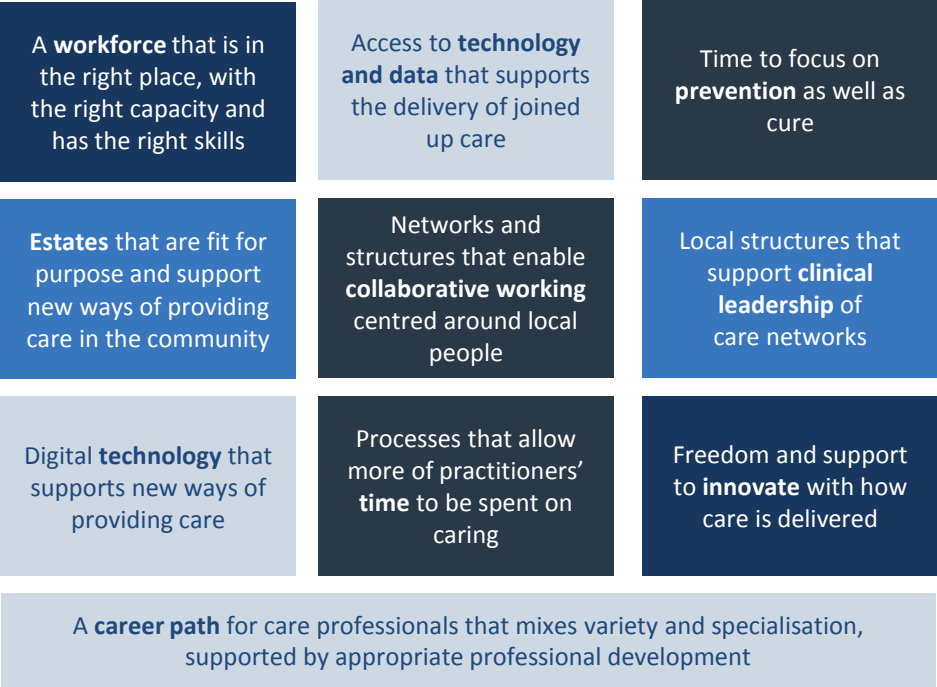 A workforce that is in
the right place, with
the right capacity and
has the right skills
Access to technology
and data that supports
the delivery of joined
up care
Time to focus on
prevention as well as
cure
Estates that are fit for
purpose and support
new ways of providing
care in the community
Networks and
structures that enable
collaborative working
centred around local
people
Local structures that
support clinical
leadership of
care networks
Digital technology that
supports new ways of
providing care
Processes that allow
more of practitioners’
time to be spent on
caring
Freedom and support
to innovate with how
care is delivered
A career path for care professionals that mixes variety and specialisation,
supported by appropriate professional development